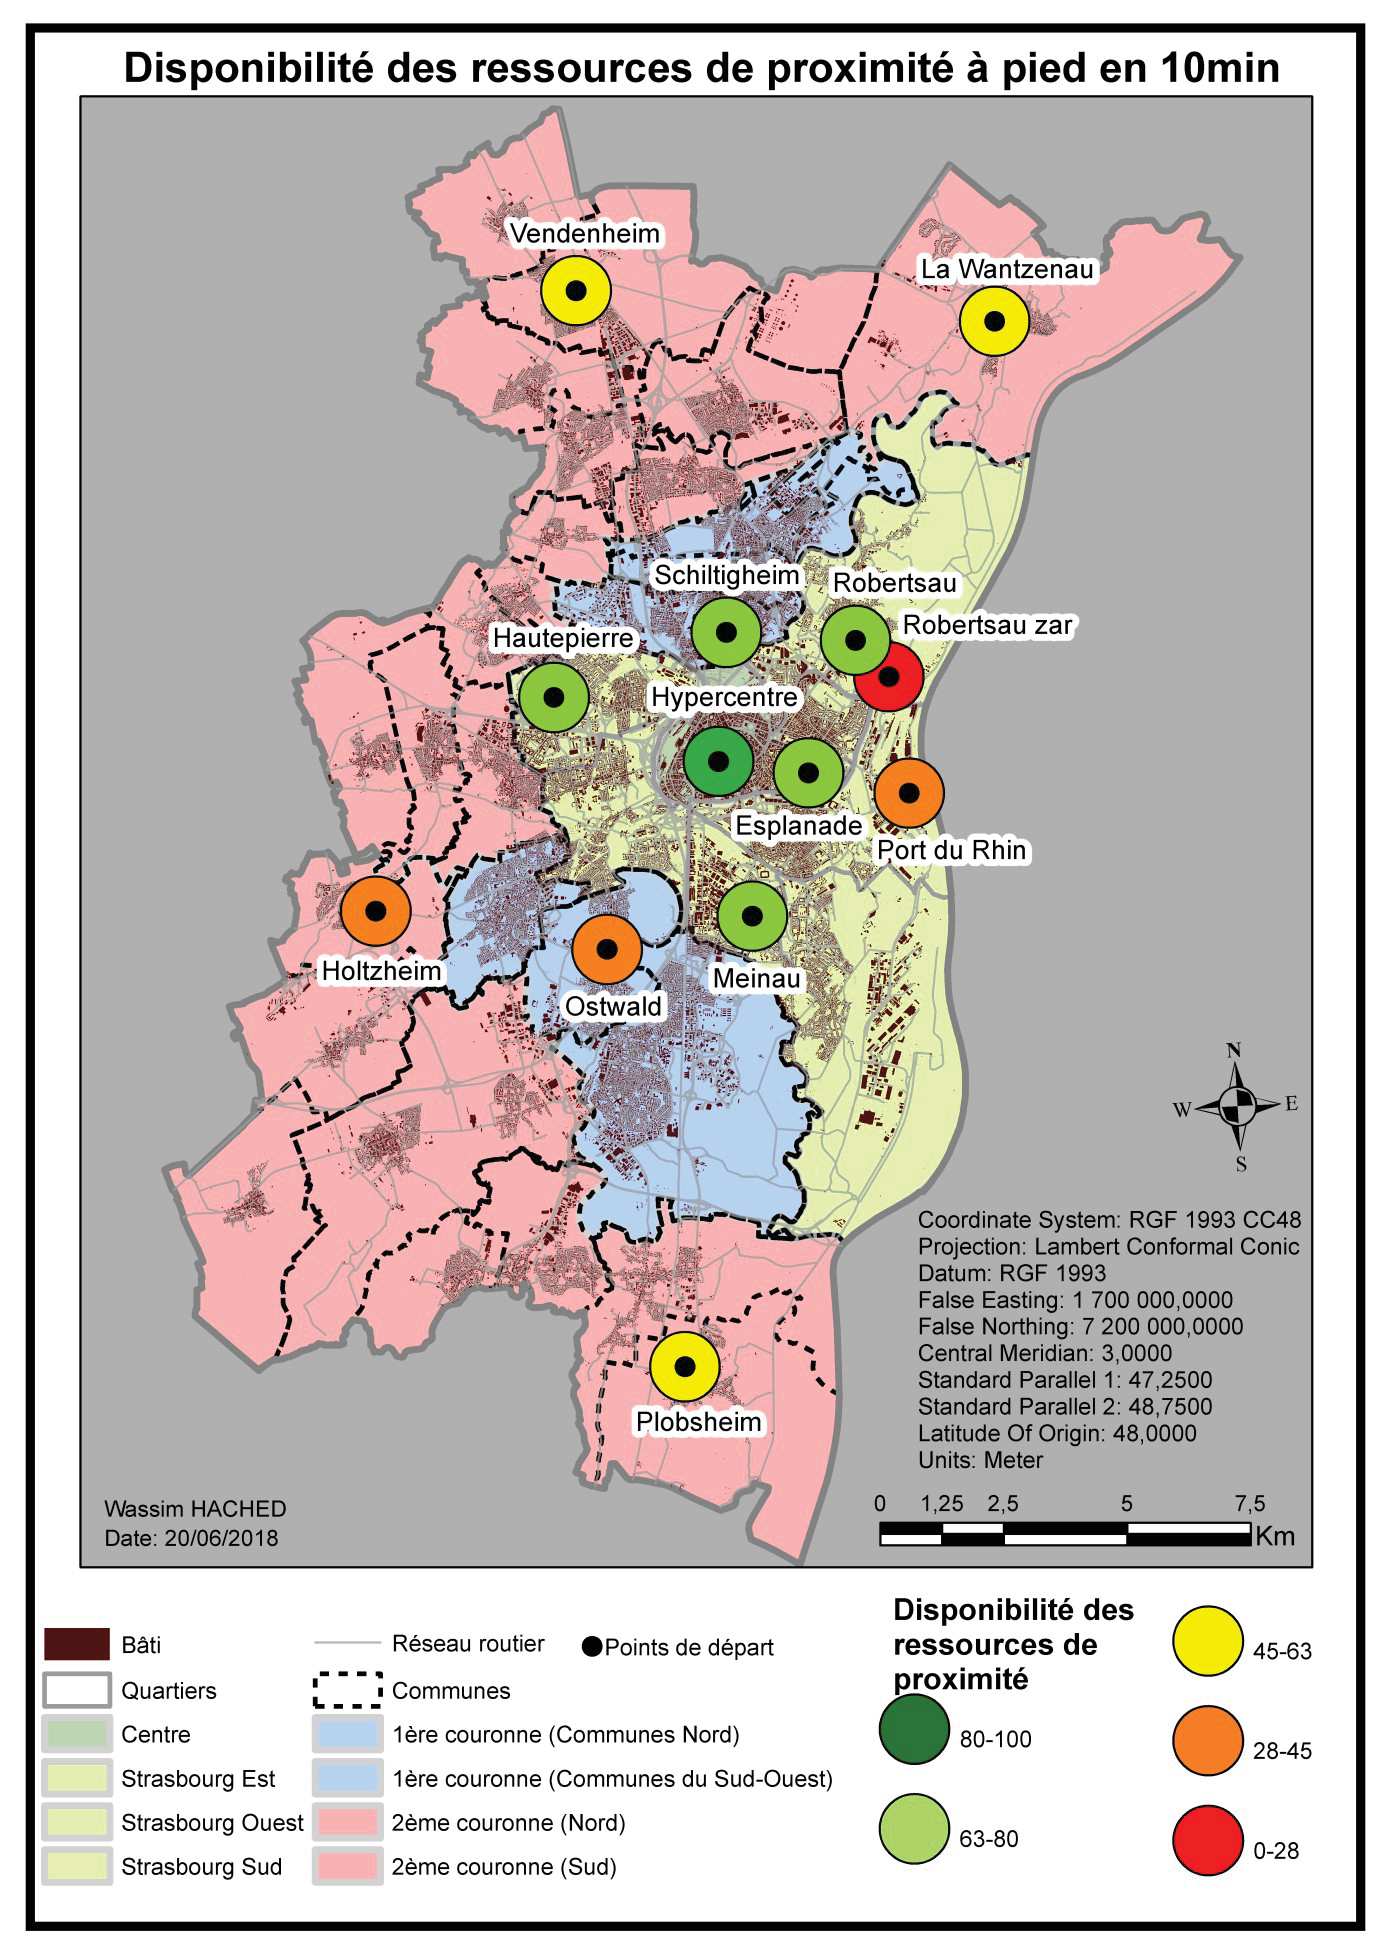 Disponibilité des ressources de proximité à pied en 10min
Vendenheim
La Wantzenau
Schiltigheim
Robertsau
Robertsau zar
Hautepierre
Hypercentre
Esplanade
Port du Rhin
Holtzheim
Meinau
Ostwald
N
W
E
S
Plobsheim
Coordinate System: RGF 1993 CC48
Projection: Lambert Conformal Conic
Datum: RGF 1993
False Easting: 1 700 000,0000
False Northing: 7 200 000,0000
Central Meridian: 3,0000
Standard Parallel 1: 47,2500
Standard Parallel 2: 48,7500
Latitude Of Origin: 48,0000
Units: Meter
Wassim HACHED
Date: 20/06/2018
0 1,25 2,5 5 7,5
Km
Bâti
Quartiers
Centre
Strasbourg Est
Strasbourg Ouest
Strasbourg Sud
Réseau routier
Points de départ
Communes
1ère couronne (Communes Nord)
1ère couronne (Communes du Sud-Ouest)
2ème couronne (Nord)
2ème couronne (Sud)
Disponibilité des
ressources de
proximité
80-100
63-80
45-63
28-45
0-28